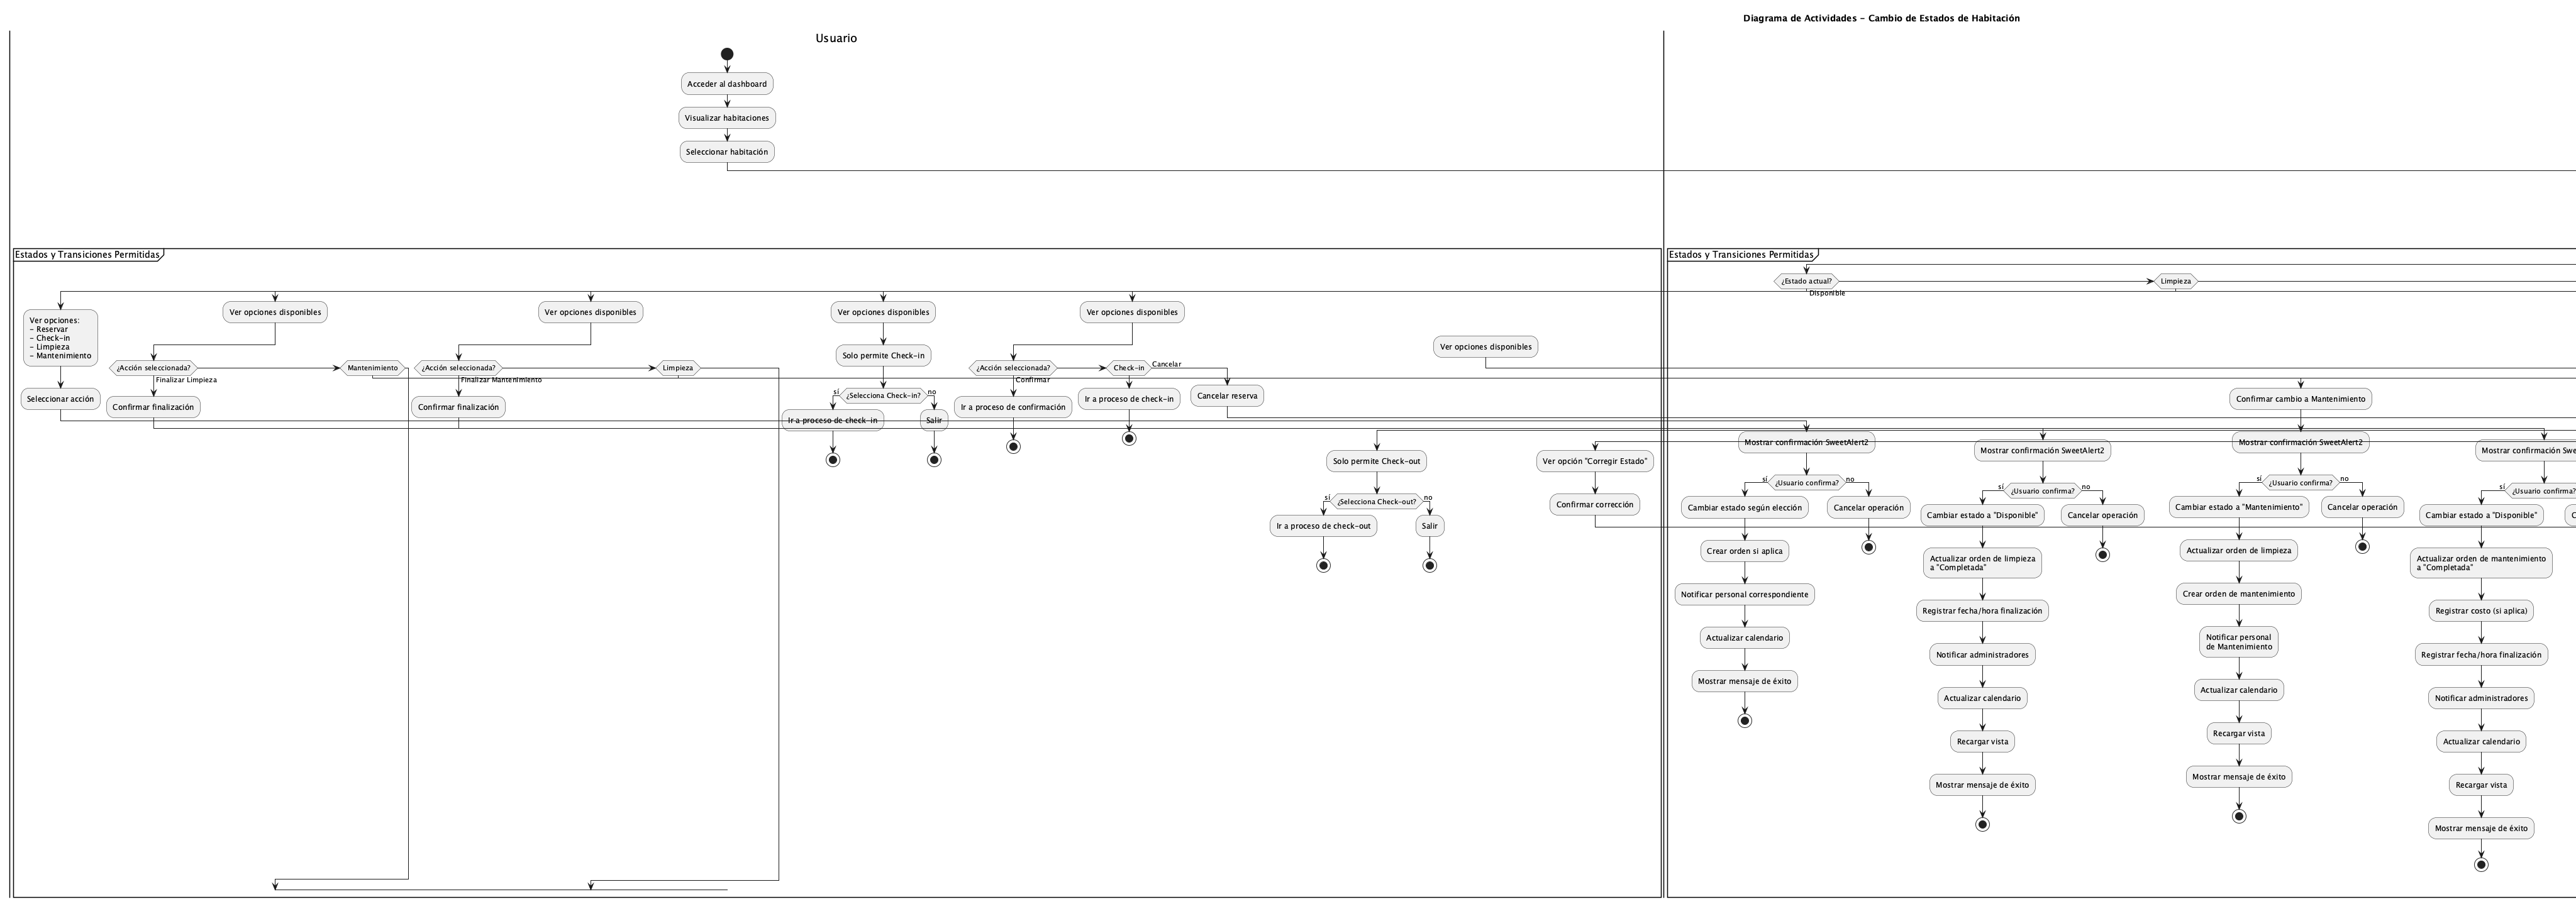 Diagrama de Actividades - Cambio de Estados de Habitación
Usuario
Acceder al dashboard
Visualizar habitaciones
Seleccionar habitación
Estados y Transiciones Permitidas
Ver opciones:
- Reservar
- Check-in
- Limpieza
- Mantenimiento
Seleccionar acción
Ver opciones disponibles
¿Acción seleccionada?
Finalizar Limpieza
Confirmar finalización
Mantenimiento
Ver opciones disponibles
¿Acción seleccionada?
Finalizar Mantenimiento
Confirmar finalización
Limpieza
Ver opciones disponibles
Solo permite Check-in
¿Selecciona Check-in?
sí
no
Ir a proceso de check-in
Salir
Ver opciones disponibles
¿Acción seleccionada?
Confirmar
Ir a proceso de confirmación
Check-in
Cancelar
Ir a proceso de check-in
Cancelar reserva
Ver opciones disponibles
Solo permite Check-out
¿Selecciona Check-out?
sí
no
Ir a proceso de check-out
Salir
Ver opción "Corregir Estado"
Confirmar corrección
Estados y Transiciones Permitidas
¿Estado actual?
Disponible
Limpieza
Mostrar confirmación SweetAlert2
¿Usuario confirma?
sí
no
Cambiar estado según elección
Cancelar operación
Crear orden si aplica
Notificar personal correspondiente
Actualizar calendario
Mostrar mensaje de éxito
Mostrar confirmación SweetAlert2
¿Usuario confirma?
sí
no
Cambiar estado a "Disponible"
Cancelar operación
Actualizar orden de limpieza
a "Completada"
Registrar fecha/hora finalización
Notificar administradores
Actualizar calendario
Recargar vista
Mostrar mensaje de éxito
Confirmar cambio a Mantenimiento
Mostrar confirmación SweetAlert2
¿Usuario confirma?
sí
no
Cambiar estado a "Mantenimiento"
Cancelar operación
Actualizar orden de limpieza
Crear orden de mantenimiento
Notificar personal
de Mantenimiento
Actualizar calendario
Recargar vista
Mostrar mensaje de éxito
Mostrar confirmación Swe
¿Usuario confirma?
sí
Cambiar estado a "Disponible"
C
Actualizar orden de mantenimiento
a "Completada"
Registrar costo (si aplica)
Registrar fecha/hora finalización
Notificar administradores
Actualizar calendario
Recargar vista
Mostrar mensaje de éxito